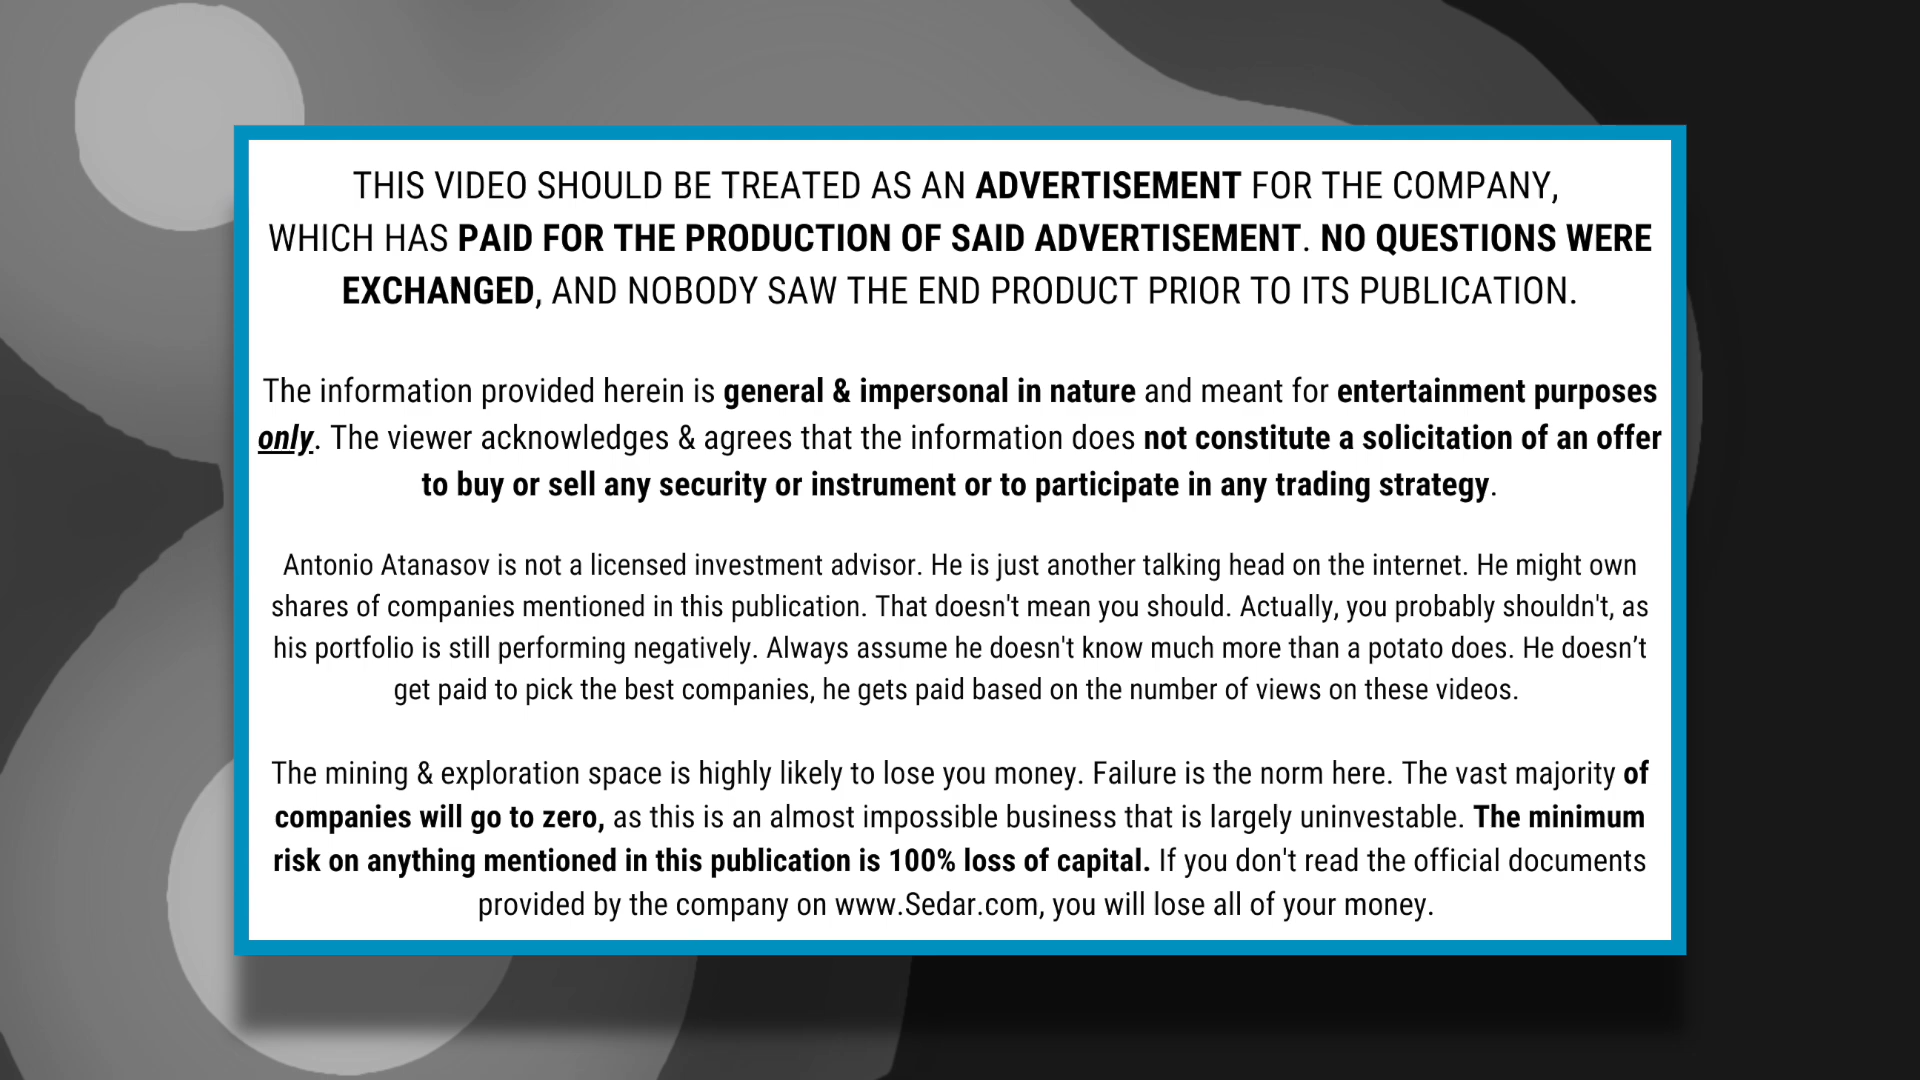 THIS VIDEO SHOULD BE TREATED AS AN ADVERTISEMENT FOR THE COMPANY,
WHICH HAS PAID FOR THE PRODUCTION OF SAID ADVERTISEMENT. NO QUESTIONS WERE
EXCHANGED, AND NOBODY SAW THE END PRODUCT PRIOR TO ITS PUBLICATION.
The information provided herein is general & impersonal in nature and meant for entertainment purposes
only. The viewer acknowledges & agrees that the information does not constitute a solicitation of an offer
to buy or sell any security or instrument or to participate in any trading strategy.
Antonio Atanasov is not a licensed investment advisor. He is just another talking head on the internet. He might own
shares of companies mentioned in this publication. That doesn't mean you should. Actually, you probably shouldn't, as
his portfolio is still performing negatively. Always assume he doesn't know much more than a potato does. He doesn’t
get paid to pick the best companies, he gets paid based on the number of views on these videos.
The mining & exploration space is highly likely to lose you money. Failure is the norm here. The vast majority of
companies will go to zero, as this is an almost impossible business that is largely uninvestable. The minimum
risk on anything mentioned in this publication is 100% loss of capital. If you don't read the official documents
provided by the company on www.Sedar.com, you will lose all of your money.